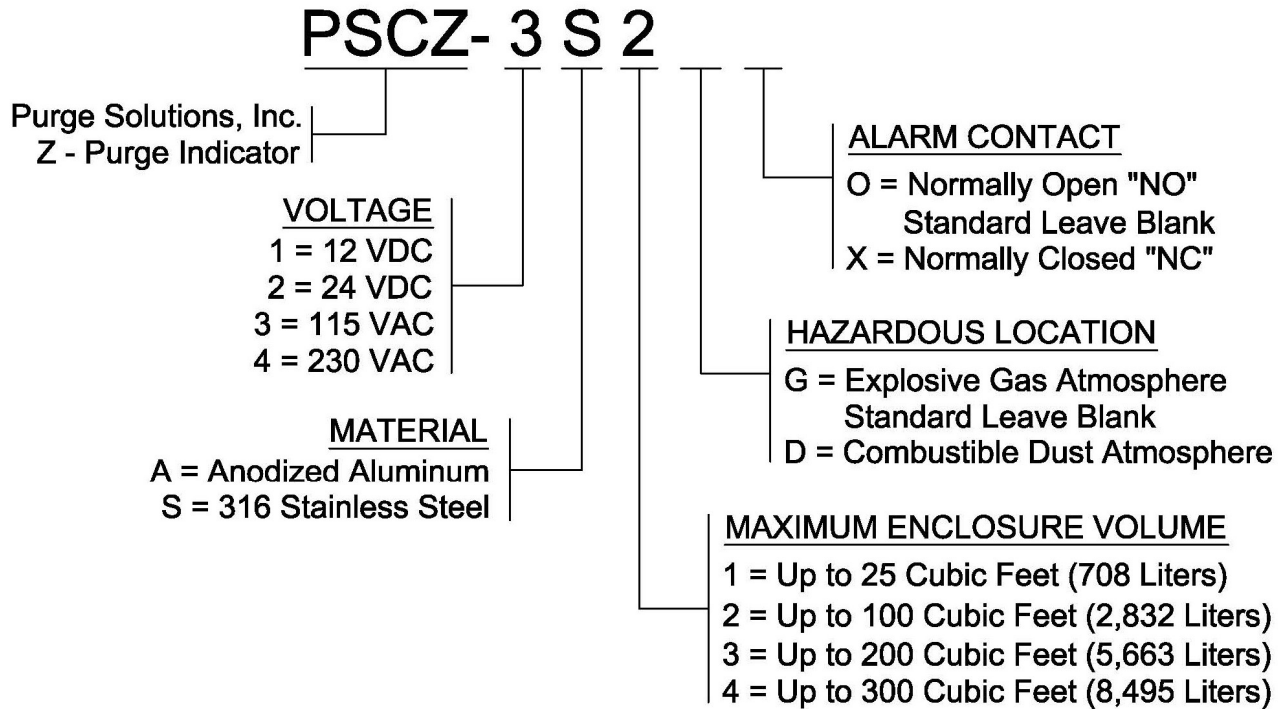 PSCZ- 3 S 2
Purge Solutions, Inc.
Z - Purge Indicator
VOLTAGE
1 = 12 VDC
2 = 24 VDC
3 = 115 VAC
4 = 230 VAC
MATERIAL
A = Anodized Aluminum
S = 316 Stainless Steel
ALARM CONTACT
O = Normally Open "NO"
Standard Leave Blank
X = Normally Closed "NC"
HAZARDOUS LOCATION
G = Explosive Gas Atmosphere
Standard Leave Blank
D = Combustible Dust Atmosphere
MAXIMUM ENCLOSURE VOLUME
1 = Up to 25 Cubic Feet (708 Liters)
2 = Up to 100 Cubic Feet (2,832 Liters)
3 = Up to 200 Cubic Feet (5,663 Liters)
4 = Up to 300 Cubic Feet (8,495 Liters)